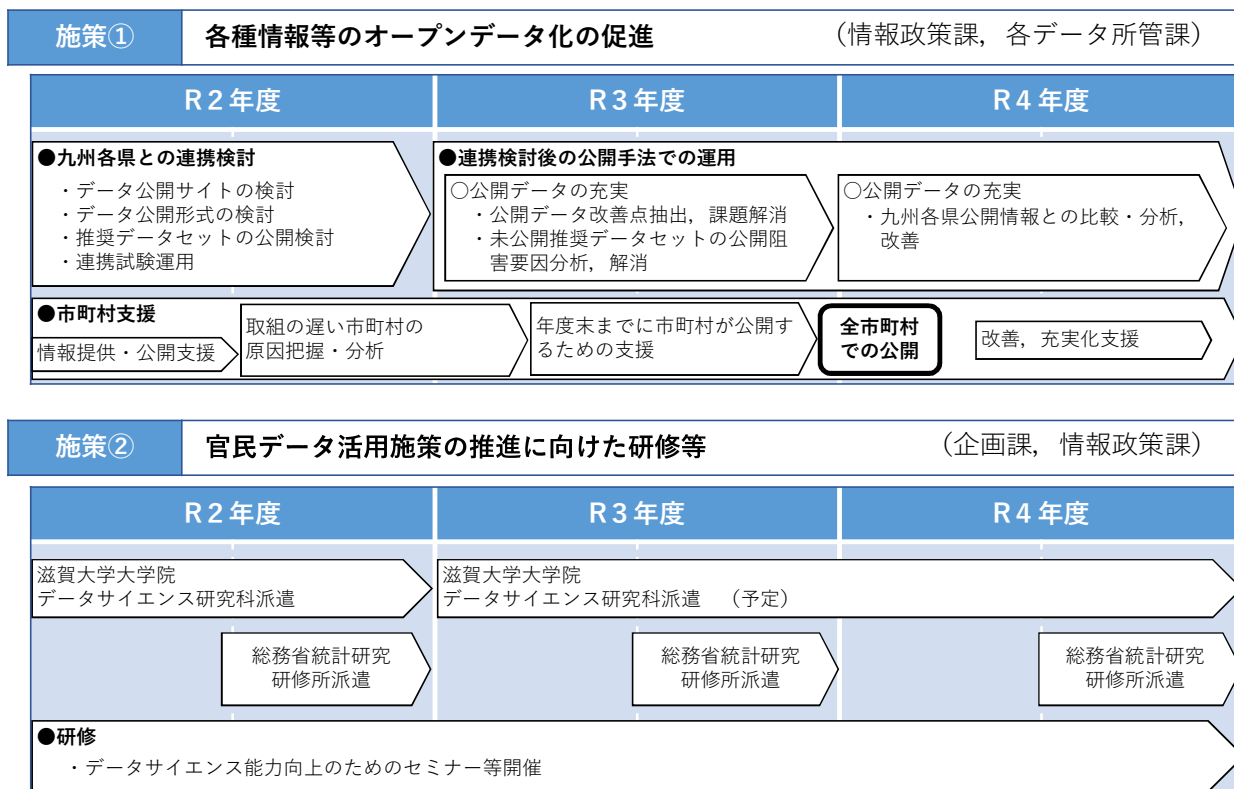 施策① 各種情報等のオープンデータ化の促進 (情報政策課，各データ所管課)
R２年度 R３年度 R４年度
●九州各県との連携検討
・データ公開サイトの検討
・データ公開形式の検討
・推奨データセットの公開検討
・連携試験運用
●連携検討後の公開手法での運用
○公開データの充実
・公開データ改善点抽出，課題解消
・未公開推奨データセットの公開阻
害要因分析，解消
○公開データの充実
・九州各県公開情報との比較・分析，
改善
●市町村支援
情報提供・公開支援
取組の遅い市町村の
原因把握・分析
年度末までに市町村が公開す
るための支援
全市町村
での公開
改善，充実化支援
施策② 官民データ活用施策の推進に向けた研修等 (企画課，情報政策課)
R２年度 R３年度 R４年度
滋賀大学大学院
データサイエンス研究科派遣
滋賀大学大学院
データサイエンス研究科派遣 （予定）
総務省統計研究
研修所派遣
総務省統計研究
研修所派遣
総務省統計研究
研修所派遣
●研修
・データサイエンス能力向上のためのセミナー等開催